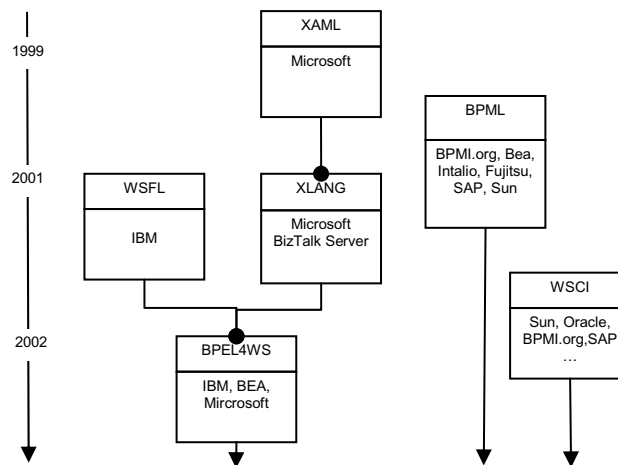 1999
XAML
Microsoft
BPML
BPMI.org, Bea,
Intalio, Fujitsu,
SAP, Sun
2001
WSFL
IBM
XLANG
Microsoft
BizTalk Server
WSCI
Sun, Oracle,
BPMI.org,SAP
...
2002
BPEL4WS
IBM, BEA,
Mircrosoft